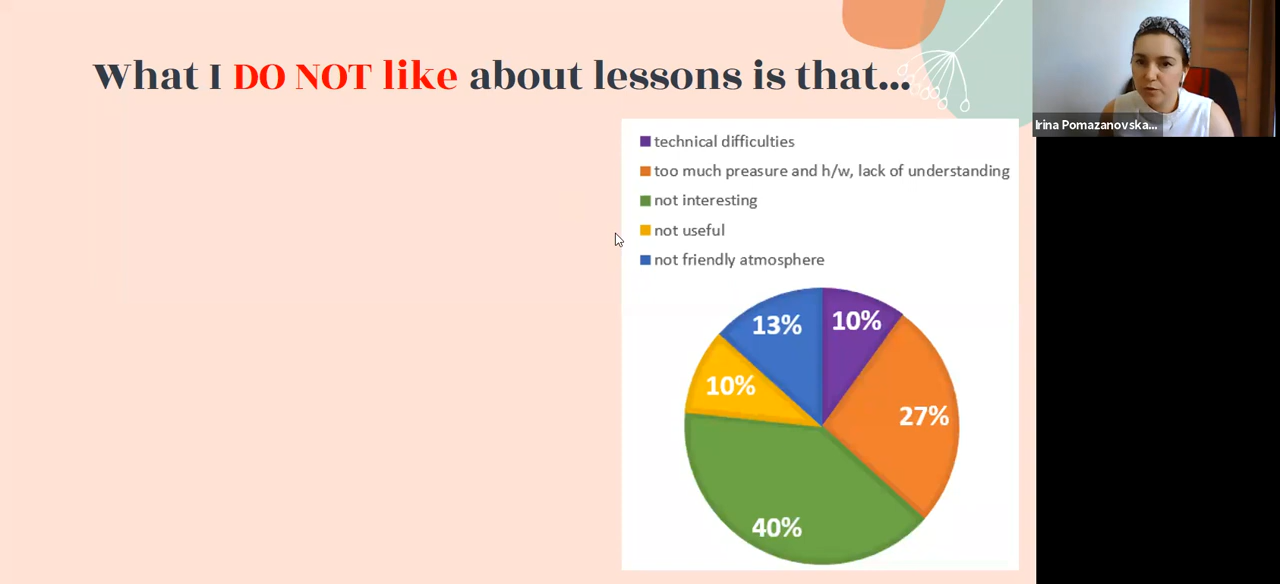 What I DO NOT like about lessons is that...
Irina Pomazanovska...
technical difficulties
too much preasure and h/w, lack of understanding
not interesting
not useful
not friendly atmosphere
13%
10%
10%
27%
40%